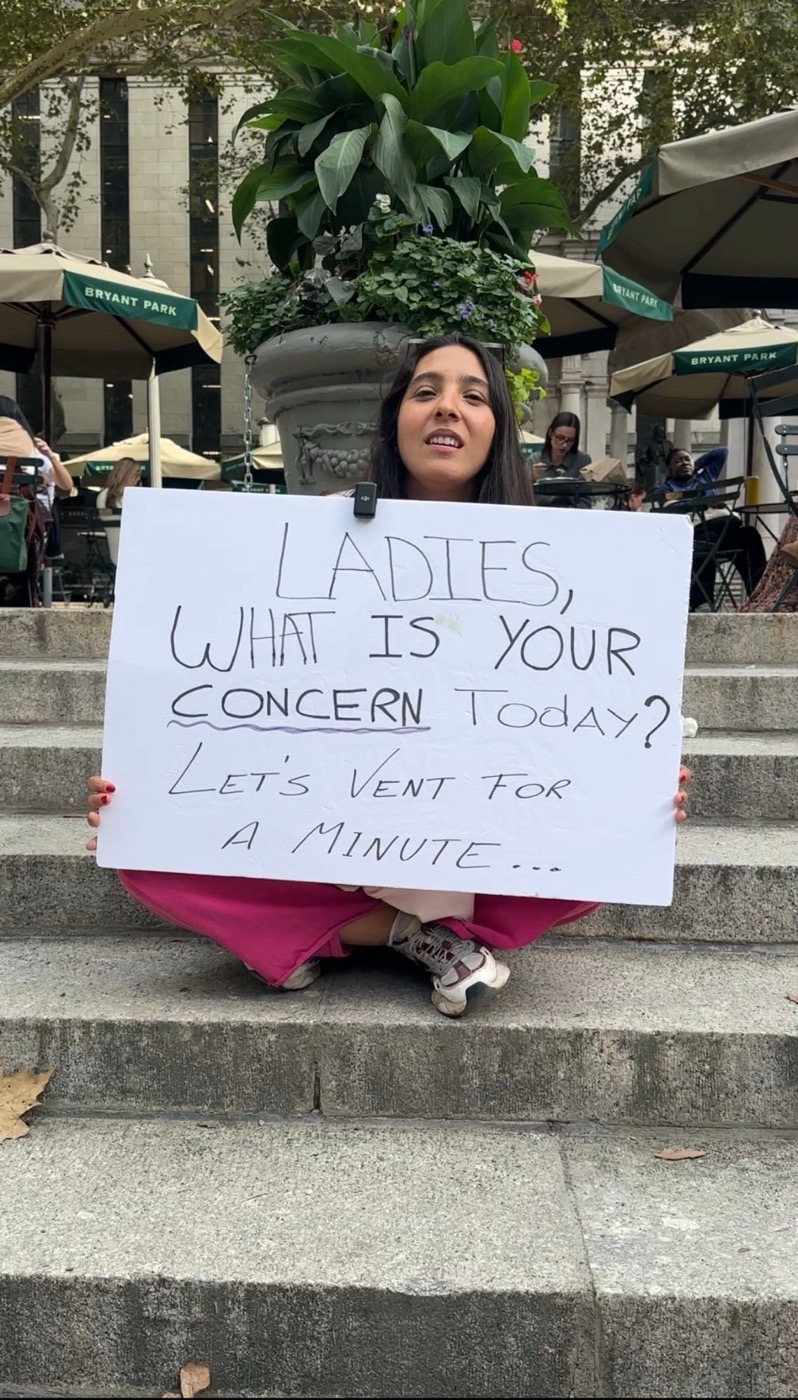 BRYANT PARK
BRYANT PARK
BRYANT PARK
LADIES,
WHAT IS YOUR
CONCERN TodAY?
LET'S VENT FOR
A MINUTE...